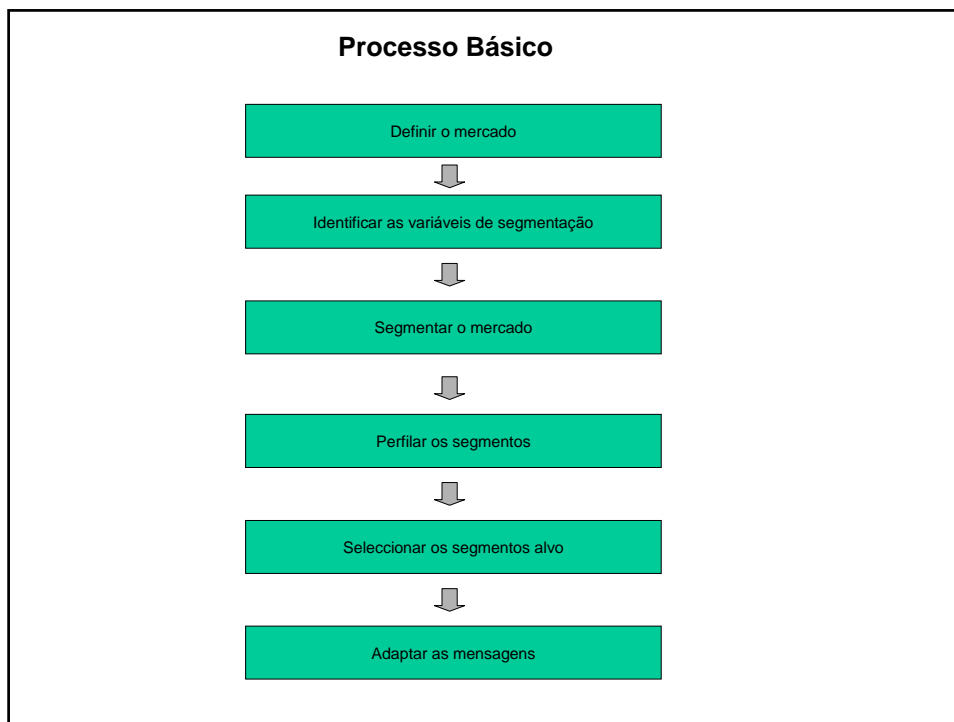 Processo Básico
Definir o mercado
Identificar as variáveis de segmentação
Segmentar o mercado
Perfilar os segmentos
Seleccionar os segmentos alvo
Adaptar as mensagens